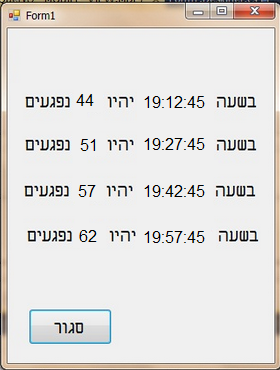 Form1
בשעה 19:12:45 יהיו 44 נפגעים
בשעה 19:27:45 יהיו 51 נפגעים
בשעה 19:42:45 יהיו 57 נפגעים
בשעה 19:57:45 יהיו 62 נפגעים
סגור